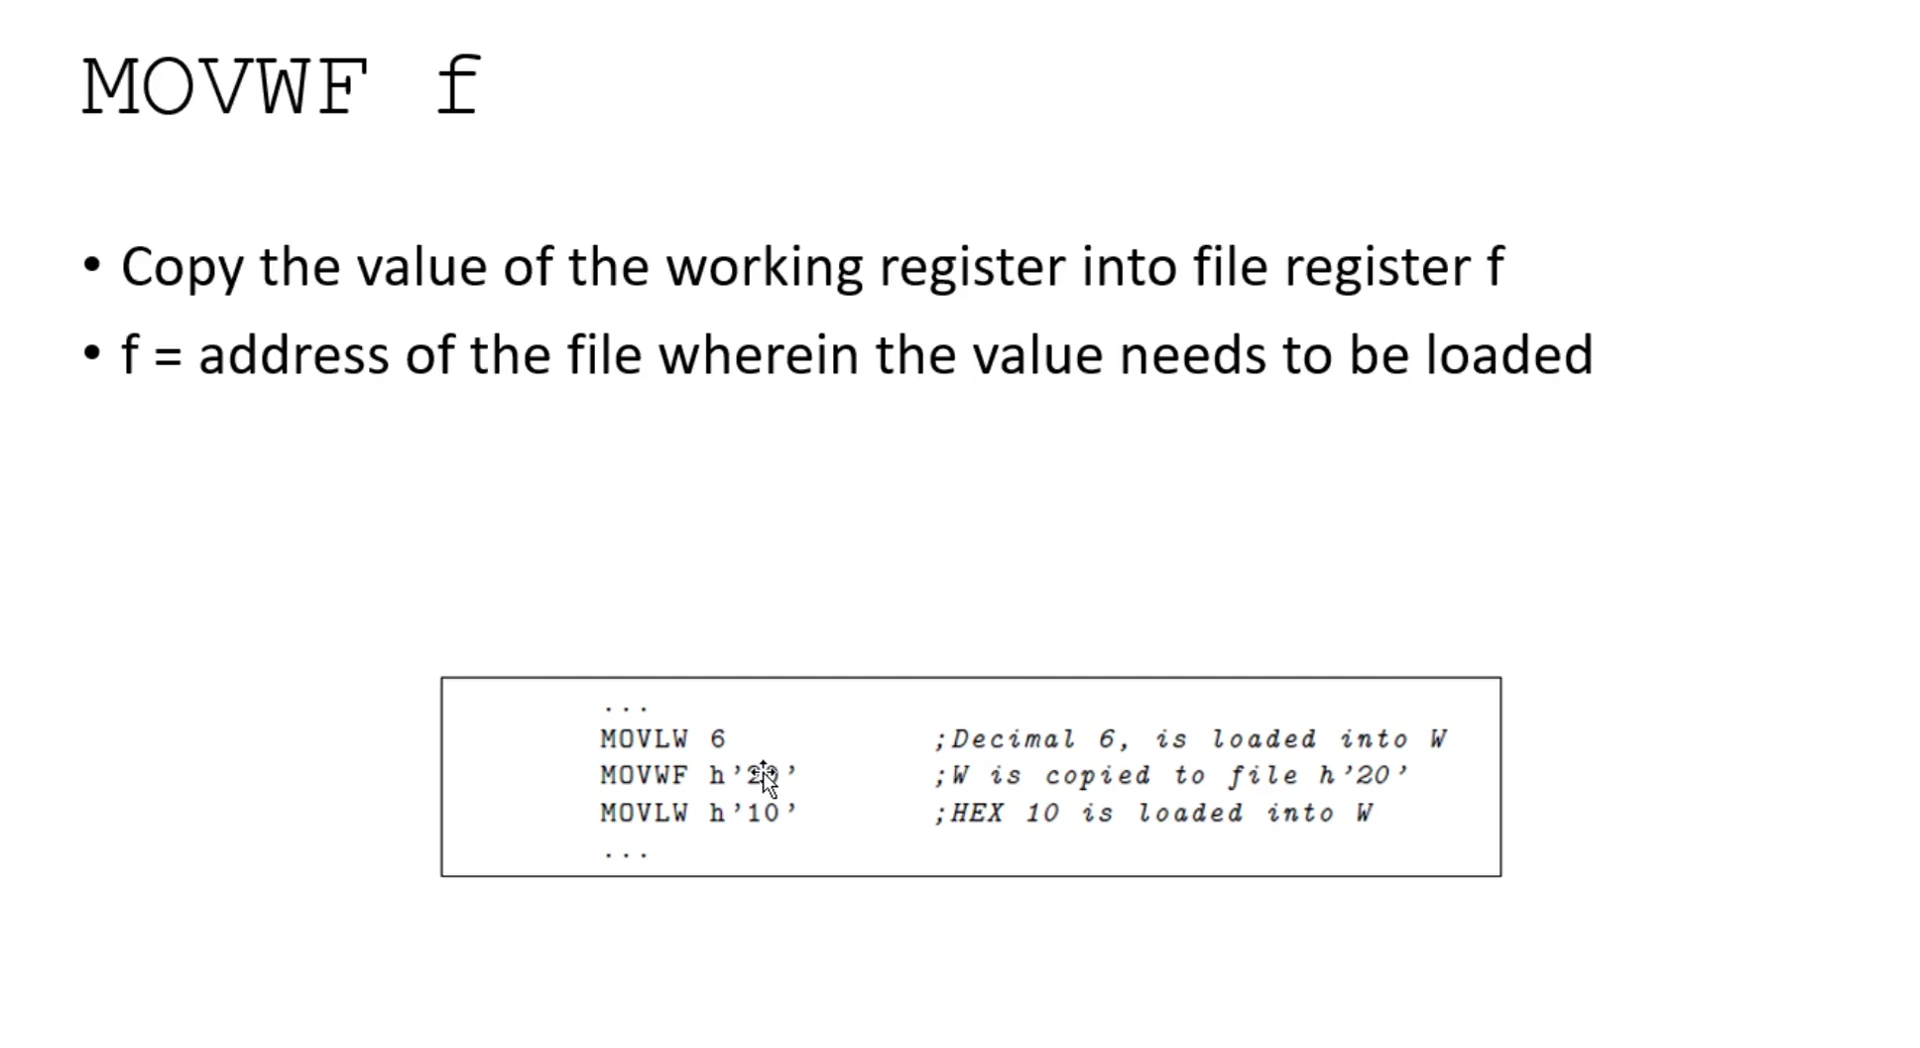 MOVWF f
• Copy the value of the working register into file register f
• f = address of the file wherein the value needs to be loaded
...
MOVLW 6 ;Decimal 6, is loaded into W
MOVWF h’20’ ;W is copied to file h’20’
MOVLW h’10’ ;HEX 10 is loaded into W
...